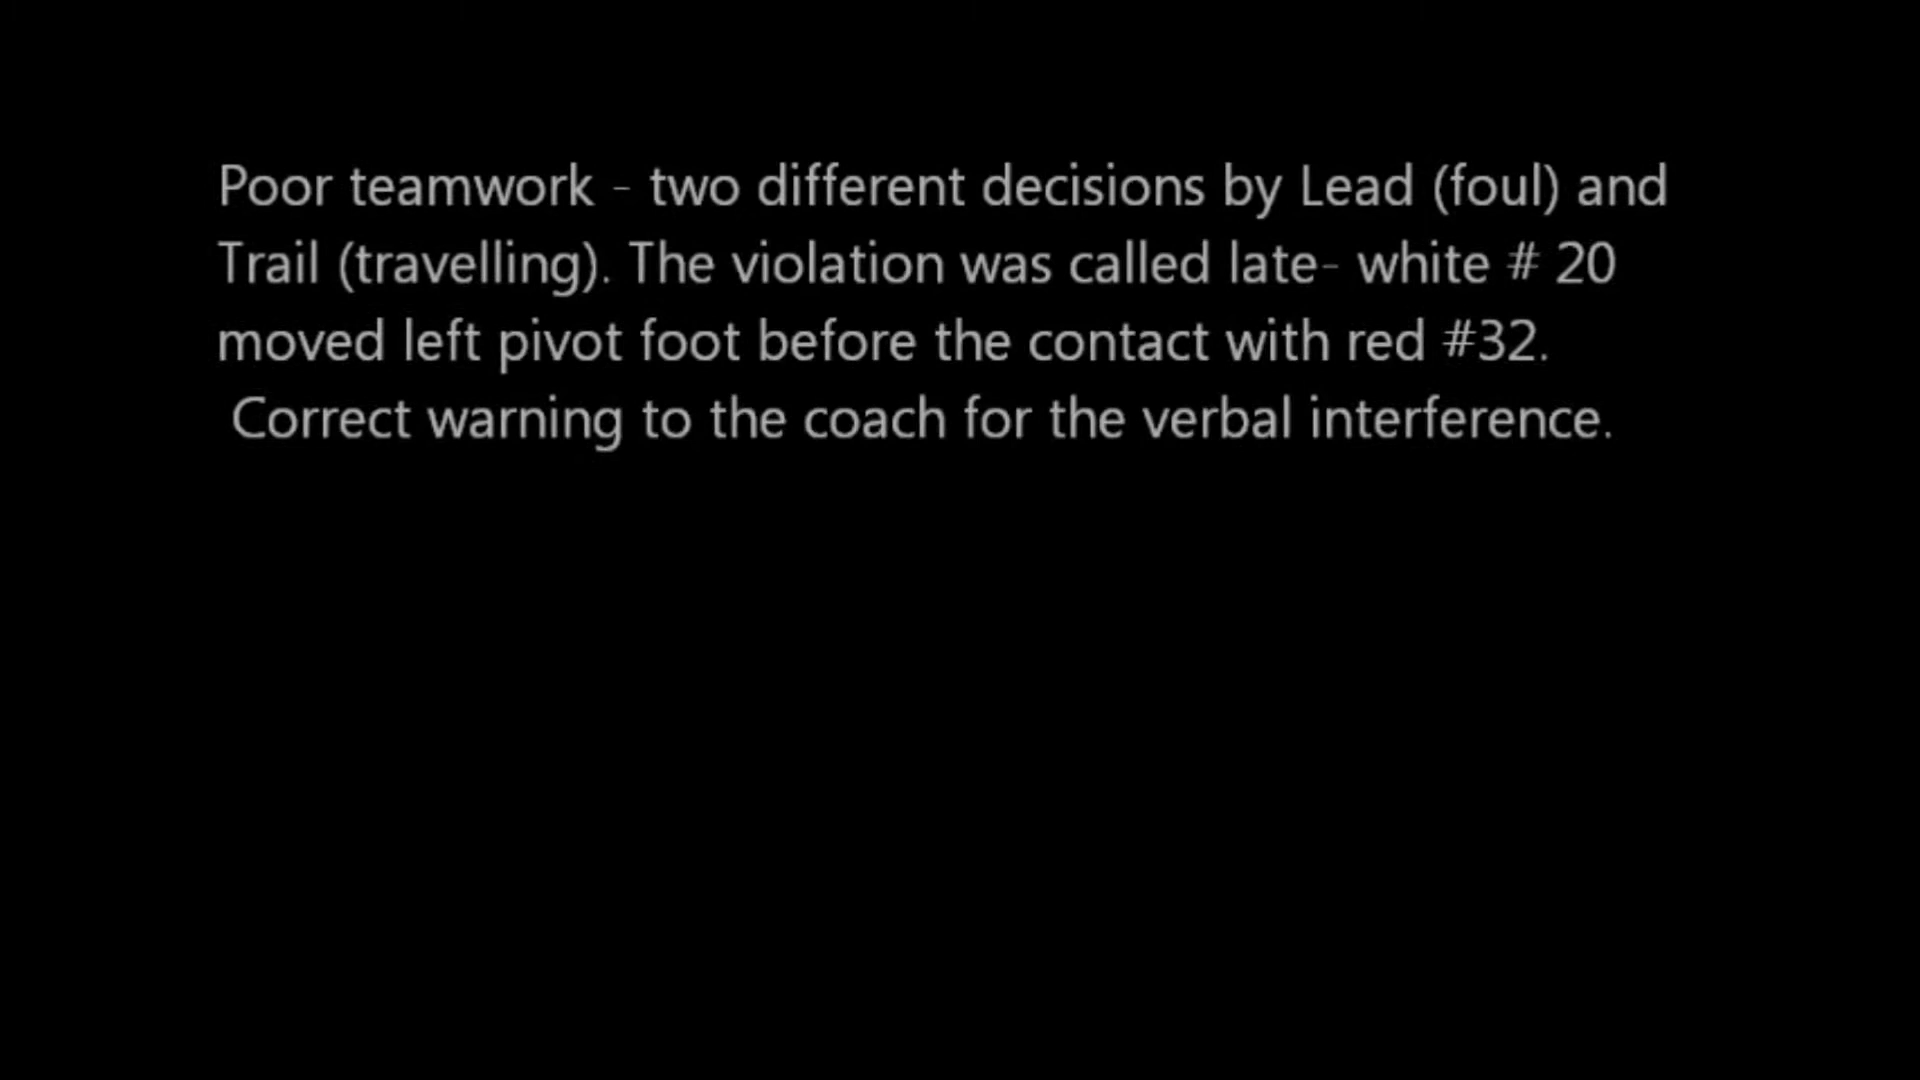 Poor teamwork - two different decisions by Lead (foul) and
Trail (travelling). The violation was called late- white # 20
moved left pivot foot before the contact with red #32.
Correct warning to the coach for the verbal interference.